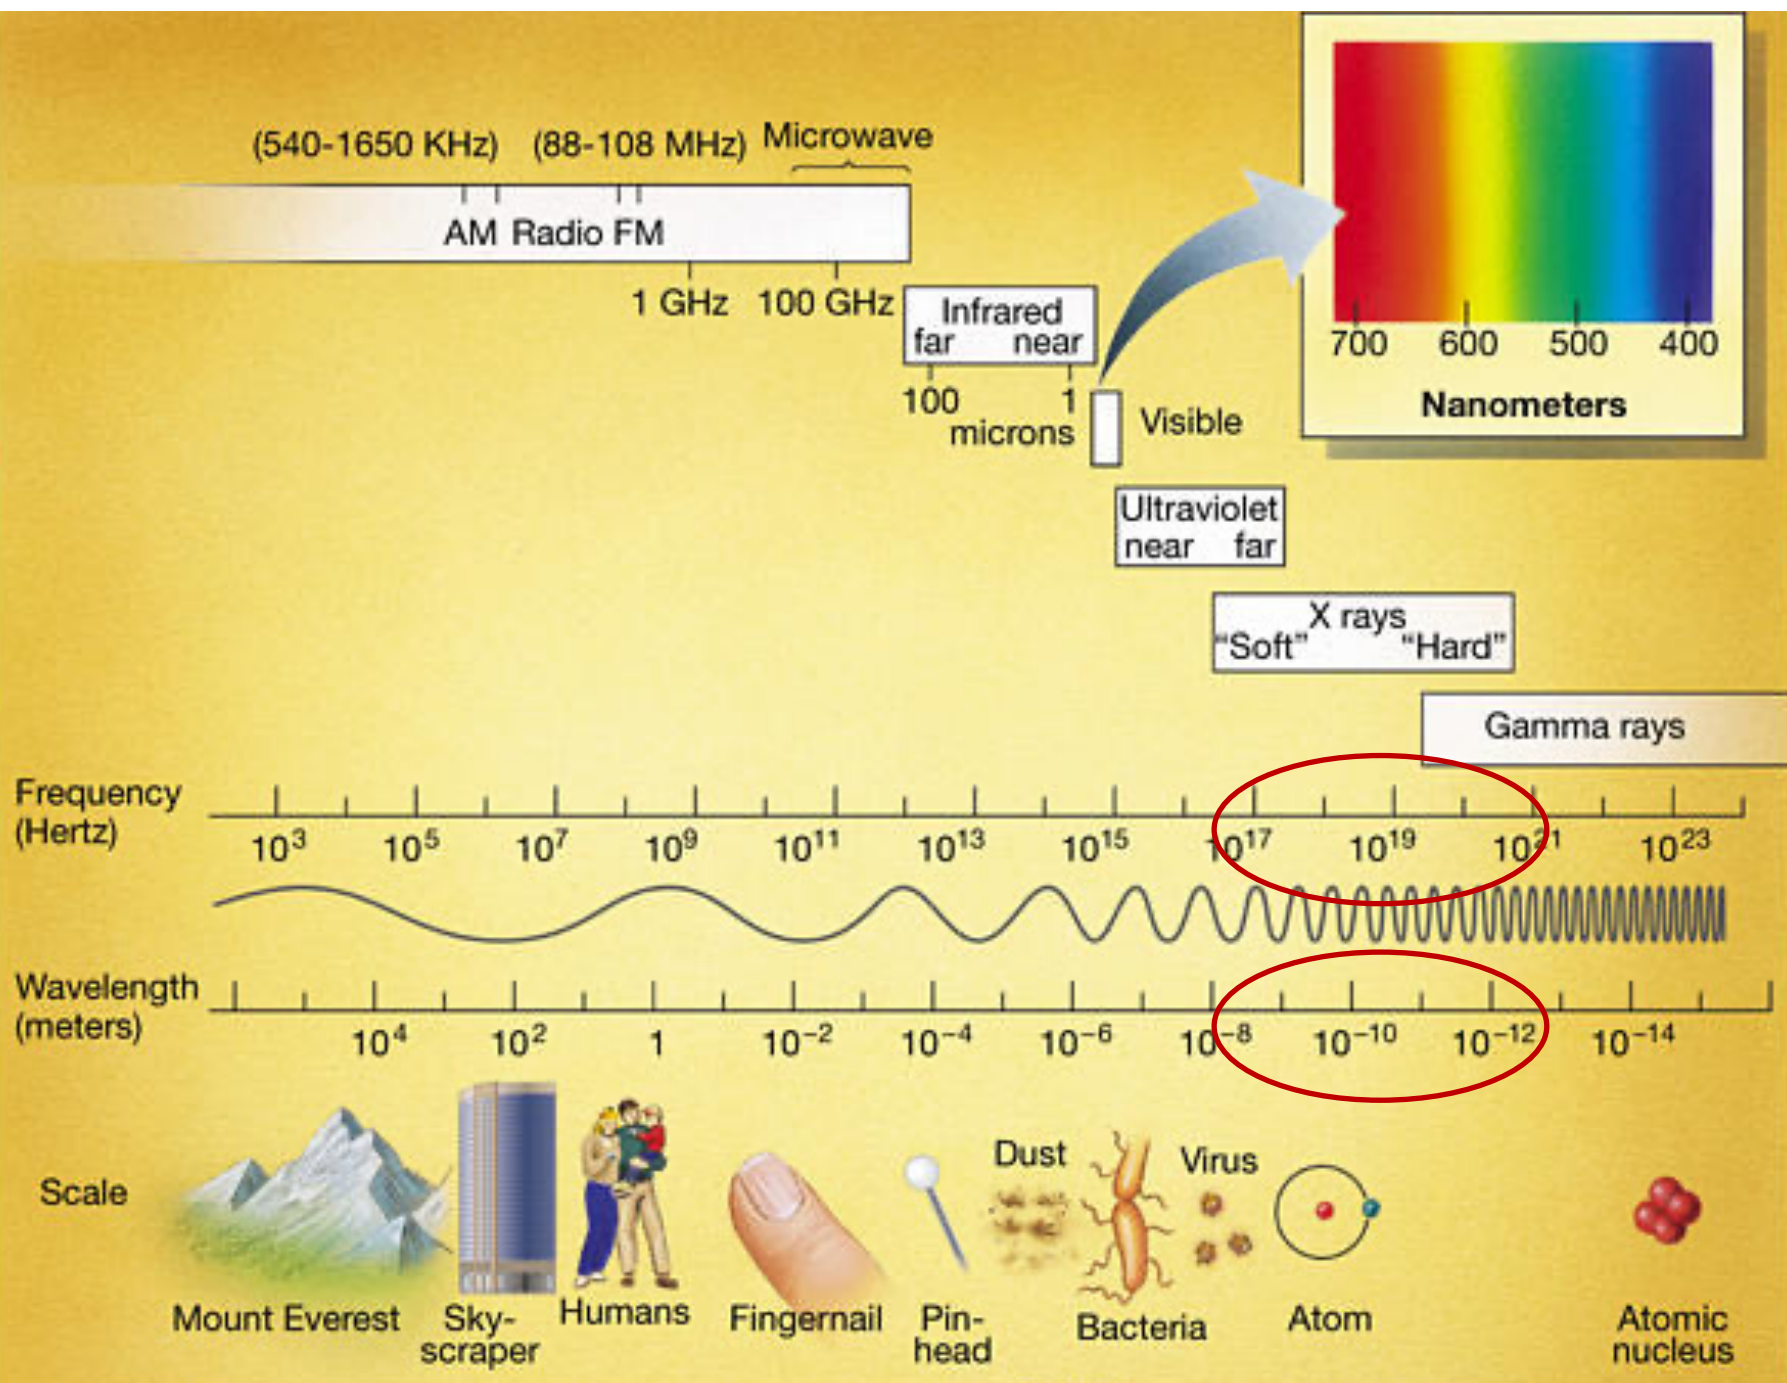 (540-1650 KHz) (88-108 MHz) Microwave
AM Radio FM
1 GHz 100 GHz
Infrared
far near
100 1
microns
Visible
700 600 500 400
Nanometers
Ultraviolet
near far
X rays
“Soft” “Hard”
Gamma rays
Frequency
(Hertz)
10³ 10⁵ 10⁷ 10⁹ 10¹¹ 10¹³ 10¹⁵ 10¹⁷ 10¹⁹ 10²¹ 10²³
Wavelength
(meters)
10⁴ 10² 1 10⁻² 10⁻⁴ 10⁻⁶ 10⁻⁸ 10⁻¹⁰ 10⁻¹² 10⁻¹⁴
Scale
Dust
Virus
Mount Everest
Sky-
scraper
Humans
Fingernail
Pin-
head
Bacteria
Atom
Atomic
nucleus